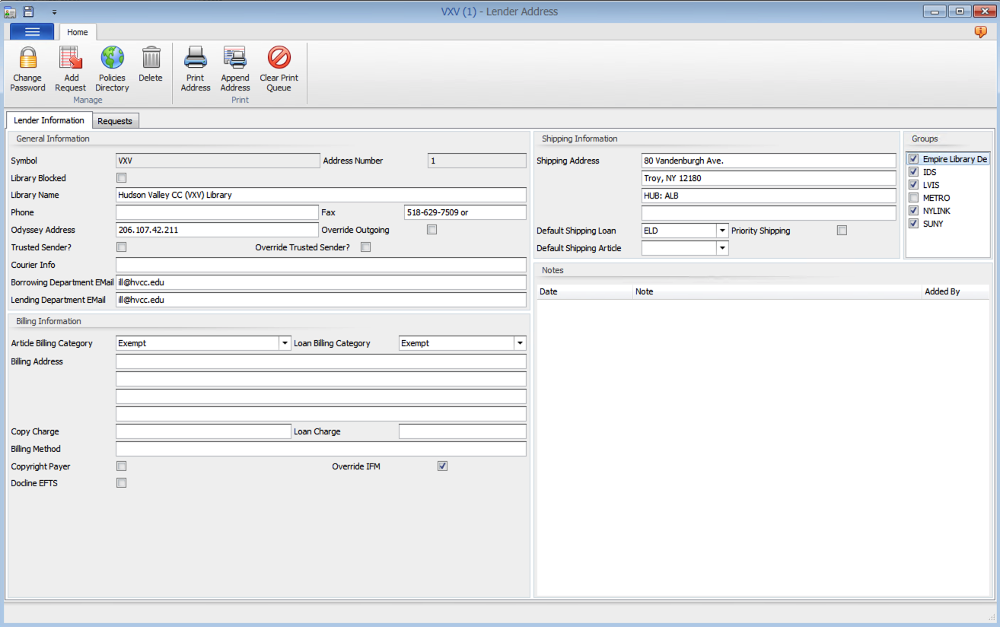 VXV (1) - Lender Address
Home
Change Password
Add Request
Policies Directory
Delete
Manage
Print Address
Append Address
Clear Print Queue
Print
Lender Information
Requests
General Information
Symbol VXV Address Number 1
Library Blocked
Library Name Hudson Valley CC (VXV) Library
Phone Fax 518-629-7509 or
Odyssey Address 206.107.42.211 Override Outgoing
Trusted Sender? Override Trusted Sender?
Courier Info
Borrowing Department EMail ill@hvcc.edu
Lending Department EMail ill@hvcc.edu
Billing Information
Article Billing Category Exempt Loan Billing Category Exempt
Billing Address
Copy Charge Loan Charge
Billing Method
Copyright Payer Override IFM
Docline EFTS
Shipping Information
Shipping Address 80 Vandenburgh Ave.
Troy, NY 12180
HUB: ALB
Default Shipping Loan ELD Priority Shipping
Default Shipping Article
Groups
Empire Library De
IDS
LVIS
METRO
NYLINK
SUNY
Notes
Date Note Added By